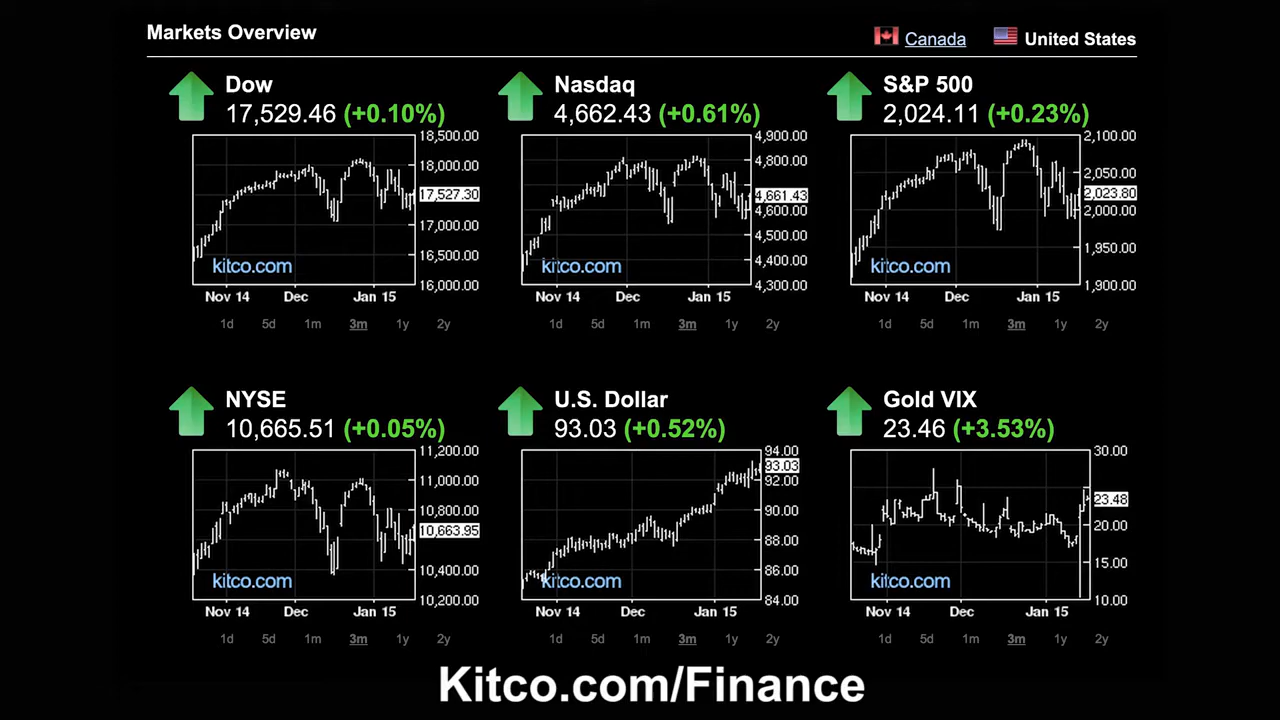 Markets Overview
Canada
United States
Dow
17,529.46 (+0.10%)
18,500.00
18,000.00
17,527.30
17,000.00
16,500.00
16,000.00
kitco.com
Nov 14 Dec Jan 15
1d 5d 1m 3m 1y 2y
Nasdaq
4,662.43 (+0.61%)
4,900.00
4,800.00
4,661.43
4,600.00
4,500.00
4,400.00
4,300.00
kitco.com
Nov 14 Dec Jan 15
1d 5d 1m 3m 1y 2y
S&P 500
2,024.11 (+0.23%)
2,100.00
2,050.00
2,023.80
2,000.00
1,950.00
1,900.00
kitco.com
Nov 14 Dec Jan 15
1d 5d 1m 3m 1y 2y
NYSE
10,665.51 (+0.05%)
11,200.00
11,000.00
10,800.00
10,663.95
10,400.00
10,200.00
kitco.com
Nov 14 Dec Jan 15
1d 5d 1m 3m 1y 2y
U.S. Dollar
93.03 (+0.52%)
94.00
93.03
92.00
90.00
88.00
86.00
84.00
kitco.com
Nov 14 Dec Jan 15
1d 5d 1m 3m 1y 2y
Gold VIX
23.46 (+3.53%)
30.00
23.48
20.00
15.00
10.00
kitco.com
Nov 14 Dec Jan 15
1d 5d 1m 3m 1y 2y
Kitco.com/Finance